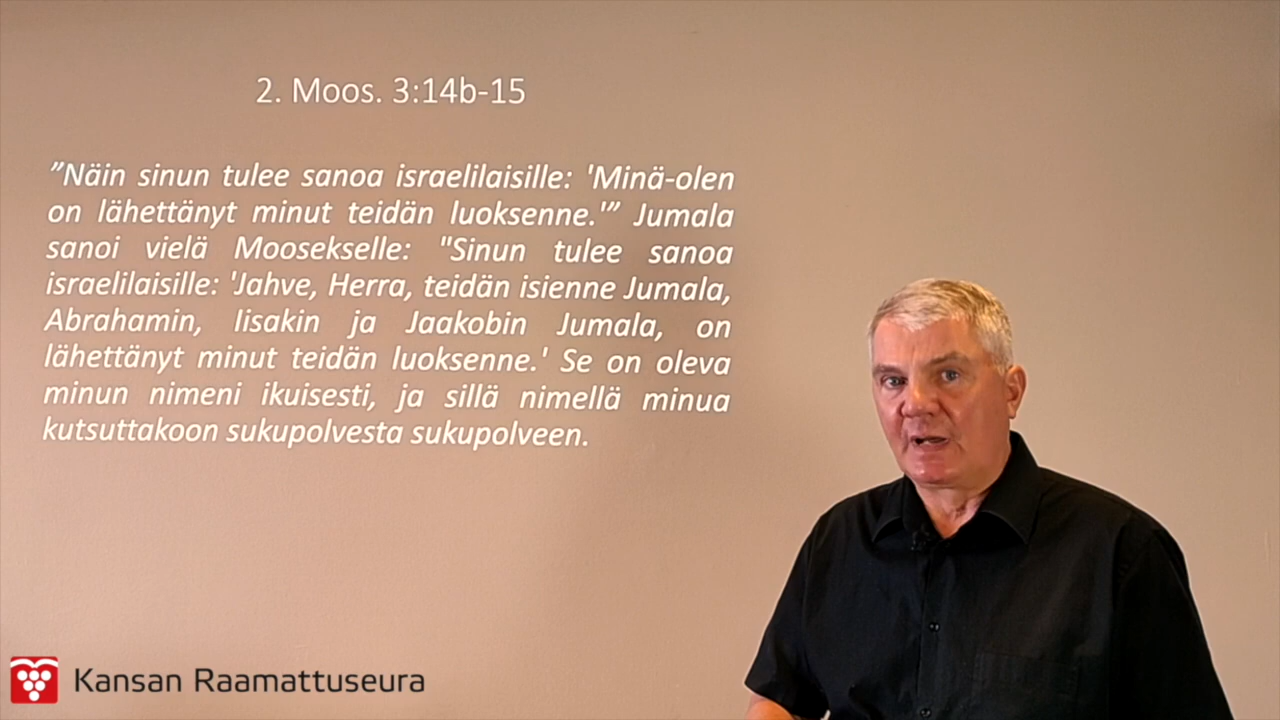 2. Moos. 3:14b-15
”Näin sinun tulee sanoa israelilaisille: 'Minä-olen
on lähettänyt minut teidän luoksenne.'” Jumala
sanoi vielä Moosekselle: "Sinun tulee sanoa
israelilaisille: 'Jahve, Herra, teidän isienne Jumala,
Abrahamin, Iisakin ja Jaakobin Jumala, on
lähettänyt minut teidän luoksenne.' Se on oleva
minun nimeni ikuisesti, ja sillä nimellä minua
kutsuttakoon sukupolvesta sukupolveen.
Kansan Raamattuseura